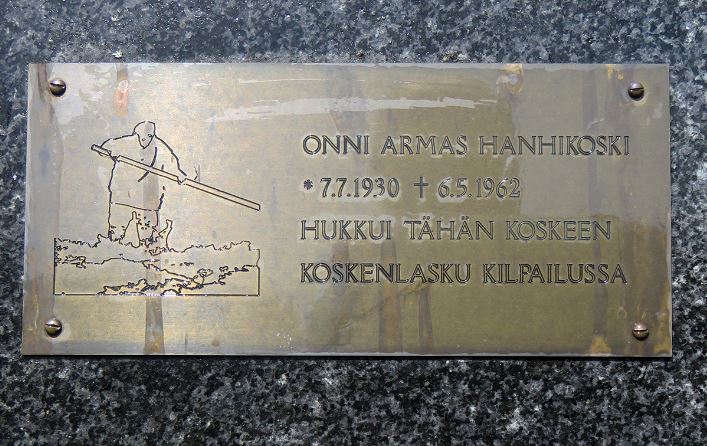 ONNI ARMAS HANHIKOSKI
* 7.7.1930 † 6.5.1962
HUKKUI TÄHÄN KOSKEEN
KOSKENLASKU KILPAILUSSA